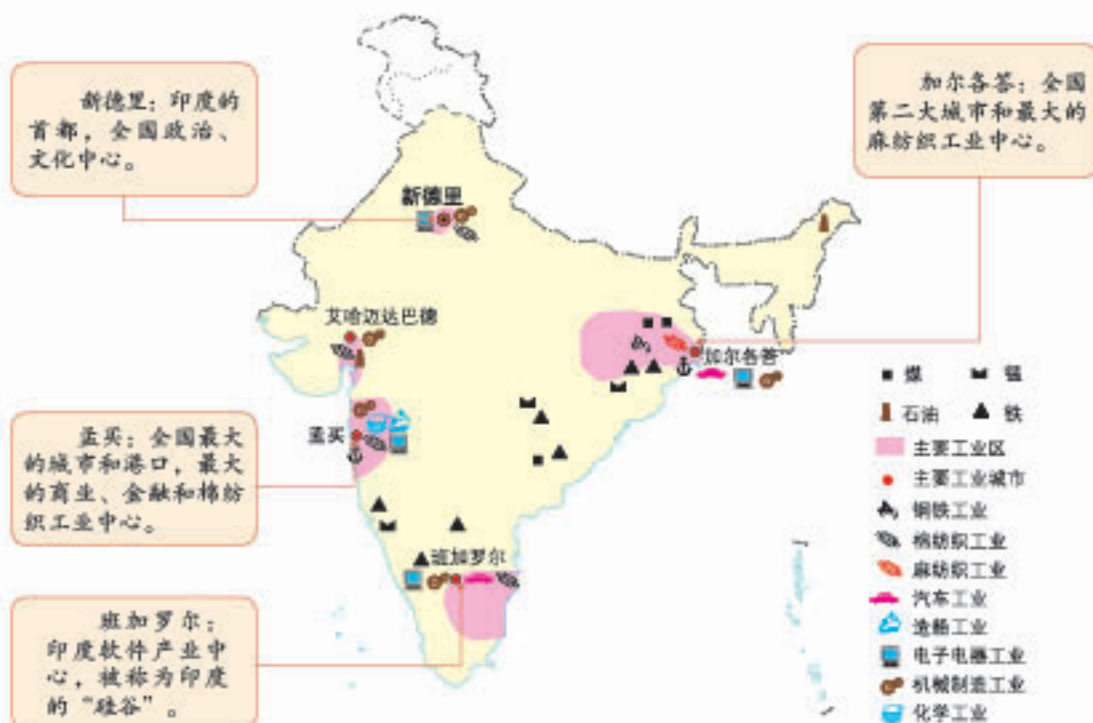 新德里：印度的
首都，全国政治、
文化中心。
加尔各答：全国
第二大城市和最大的
麻纺织工业中心。
新德里
艾哈迈达巴德
加尔各答
孟买：全国最大
的城市和港口，最大
的商业、金融和棉纺
织工业中心。
孟买
班加罗尔
班加罗尔：
印度软件产业中
心，被称为印度
的“硅谷”。
煤 锰
石油 铁
主要工业区
主要工业城市
钢铁工业
棉纺织工业
麻纺织工业
汽车工业
造船工业
电子电器工业
机械制造工业
化学工业